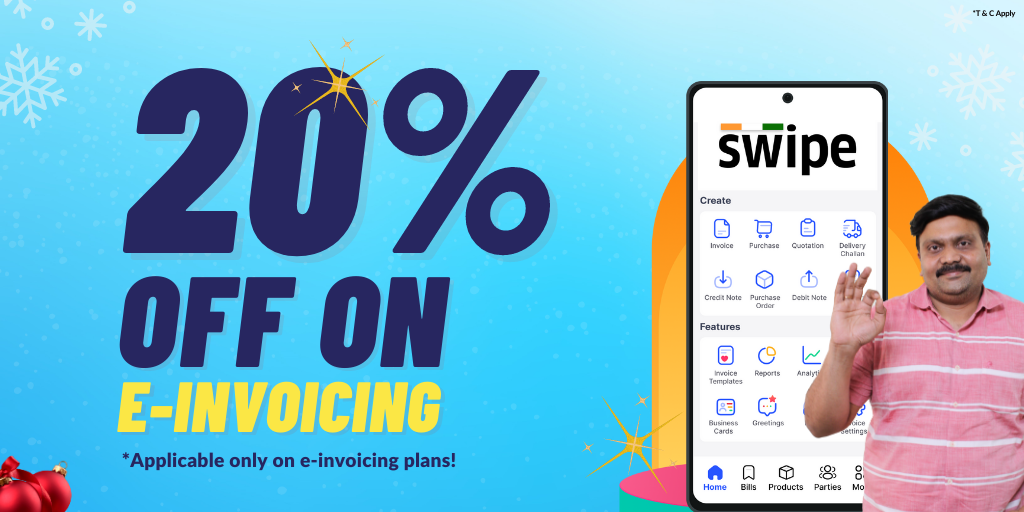 *T & C Apply
20%
OFF ON
E-INVOICING
*Applicable only on e-invoicing plans!
swipe
Create
Invoice Purchase Quotation Delivery Challan
Credit Note Purchase Order Debit Note
Features
Invoice Templates Reports
Business Cards Greetings
Home Bills Products Parties